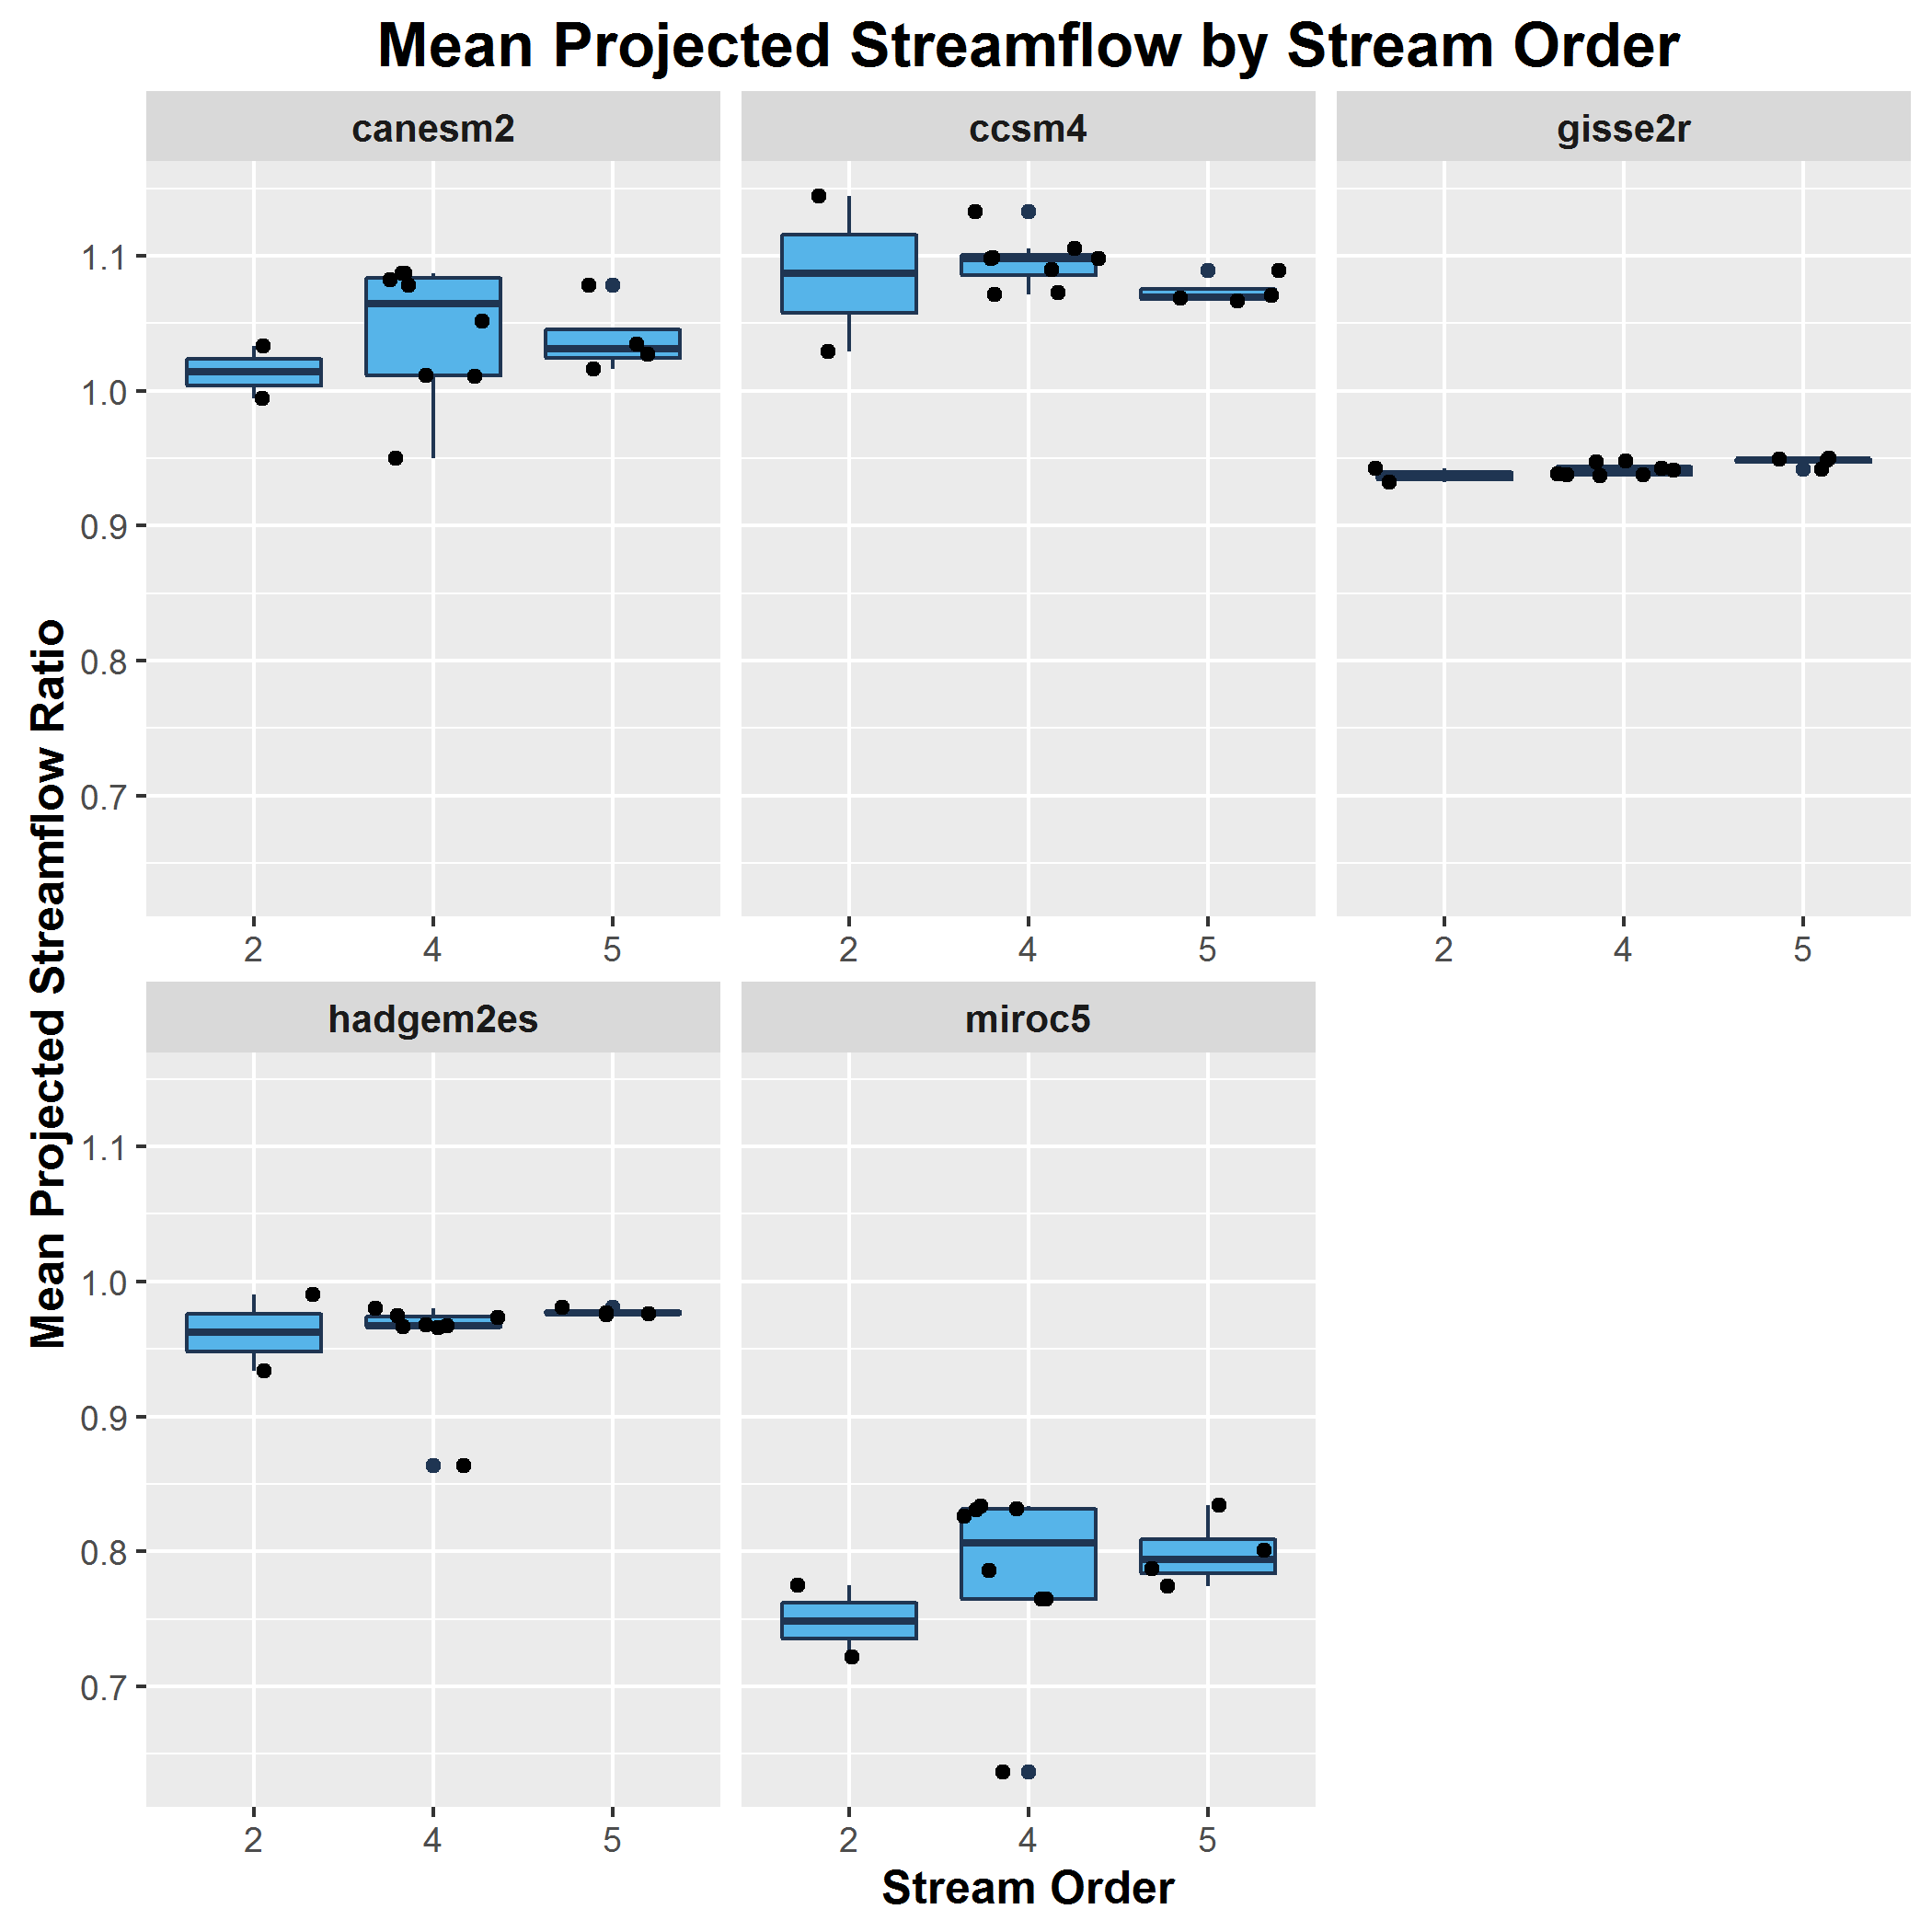 Mean Projected Streamflow by Stream Order
canesm2
ccsm4
gisse2r
1.1
1.0
0.9
0.8
0.7
2 4 5
2 4 5
2 4 5
Mean Projected Streamflow Ratio
hadgem2es
miroc5
1.1
1.0
0.9
0.8
0.7
2 4 5
2 4 5
Stream Order